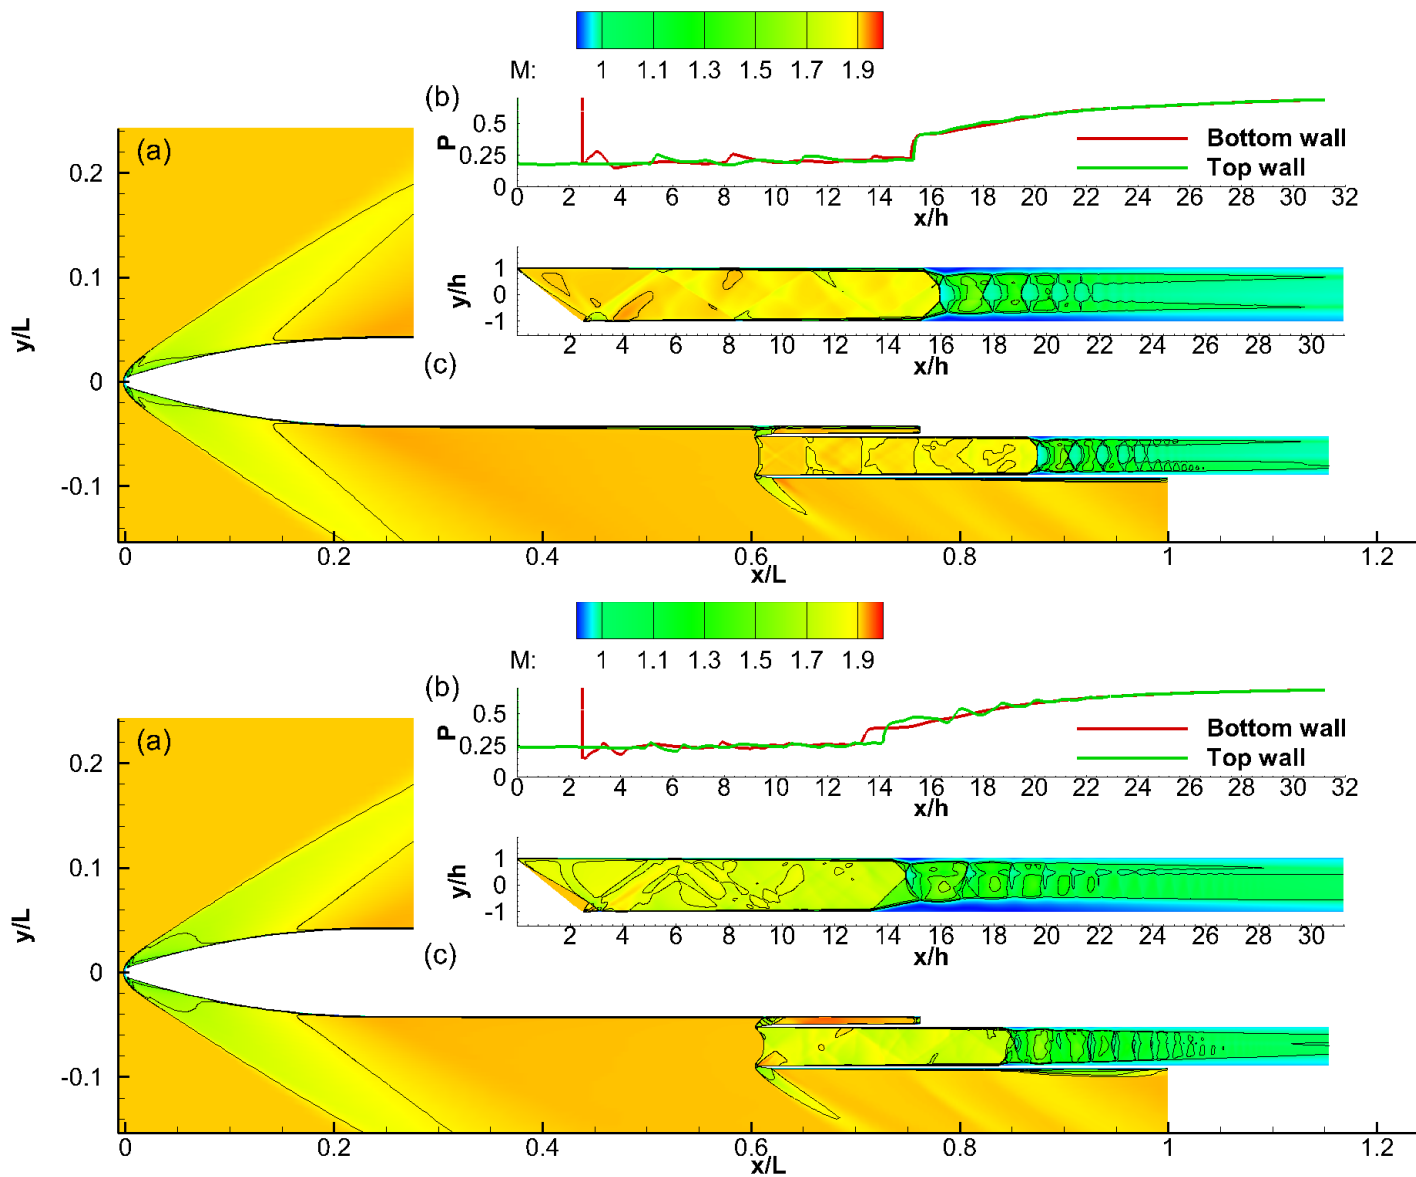 M: 1 1.1 1.3 1.5 1.7 1.9
(b)
P
0.5
0.25
0
Bottom wall
Top wall
0 2 4 6 8 10 12 14 16 18 20 22 24 26 28 30 32
x/h
(a)
y/L
0.2
0.1
0
-0.1
y/h
1
0
-1
2 4 6 8 10 12 14 16 18 20 22 24 26 28 30
x/h
(c)
0 0.2 0.4 0.6 0.8 1 1.2
x/L
M: 1 1.1 1.3 1.5 1.7 1.9
(b)
P
0.5
0.25
0
Bottom wall
Top wall
0 2 4 6 8 10 12 14 16 18 20 22 24 26 28 30 32
x/h
(a)
y/L
0.2
0.1
0
-0.1
y/h
1
0
-1
2 4 6 8 10 12 14 16 18 20 22 24 26 28 30
x/h
(c)
0 0.2 0.4 0.6 0.8 1 1.2
x/L